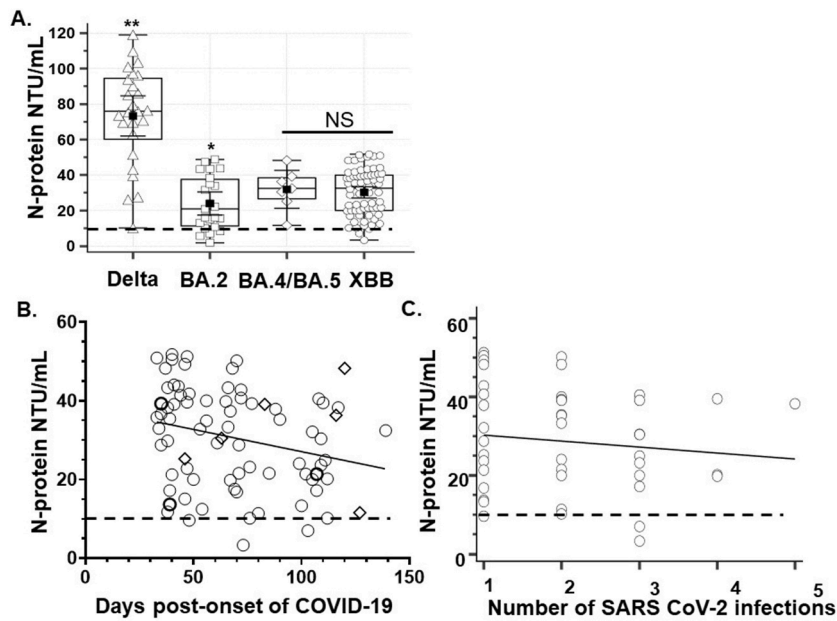 A.
N-protein NTU/mL
120
100
80
60
40
20
0
**
*
NS
Delta BA.2 BA.4/BA.5 XBB
B.
N-protein NTU/mL
60
40
20
0
0 50 100 150
Days post-onset of COVID-19
C.
N-protein NTU/mL
60
40
20
0
1 2 3 4 5
Number of SARS CoV-2 infections